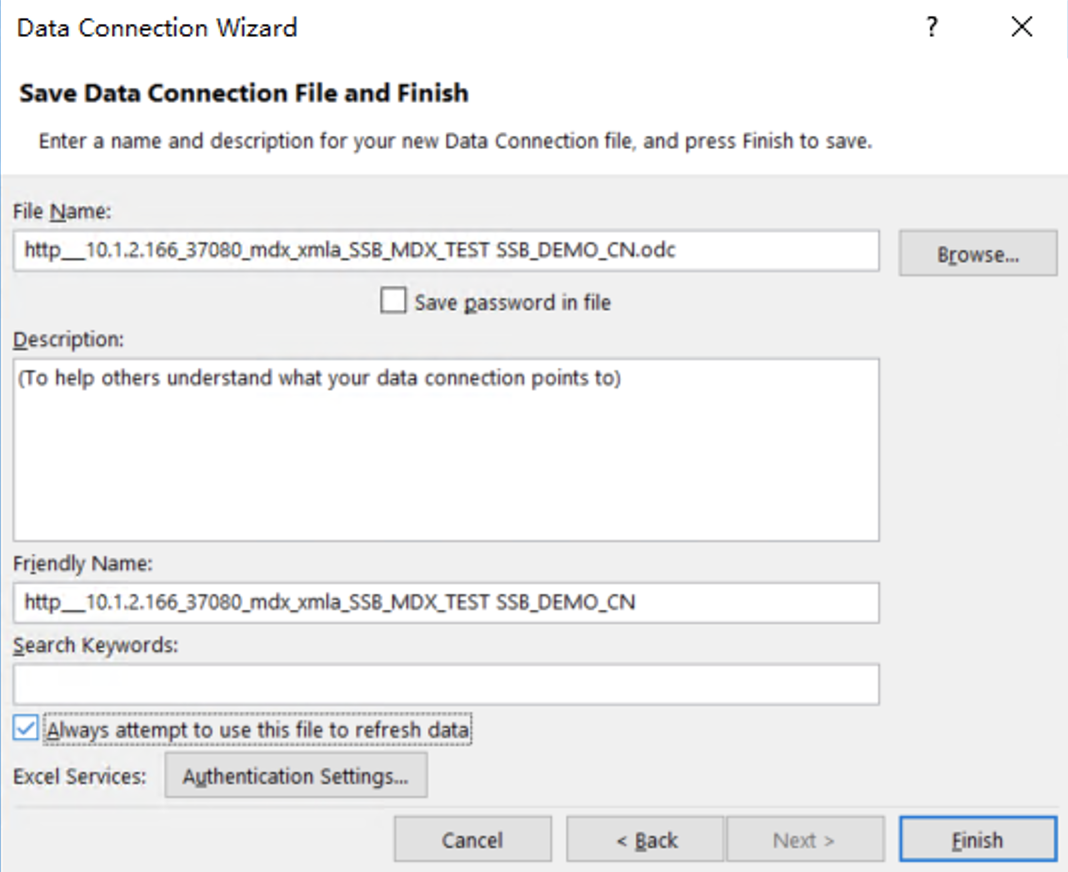 Data Connection Wizard
?
Save Data Connection File and Finish
Enter a name and description for your new Data Connection file, and press Finish to save.
File Name:
http__10.1.2.166_37080_mdx_xmla_SSB_MDX_TEST SSB_DEMO_CN.odc
Browse...
Save password in file
Description:
(To help others understand what your data connection points to)
Friendly Name:
http__10.1.2.166_37080_mdx_xmla_SSB_MDX_TEST SSB_DEMO_CN
Search Keywords:
Always attempt to use this file to refresh data
Excel Services: Authentication Settings...
Cancel < Back Next > Finish